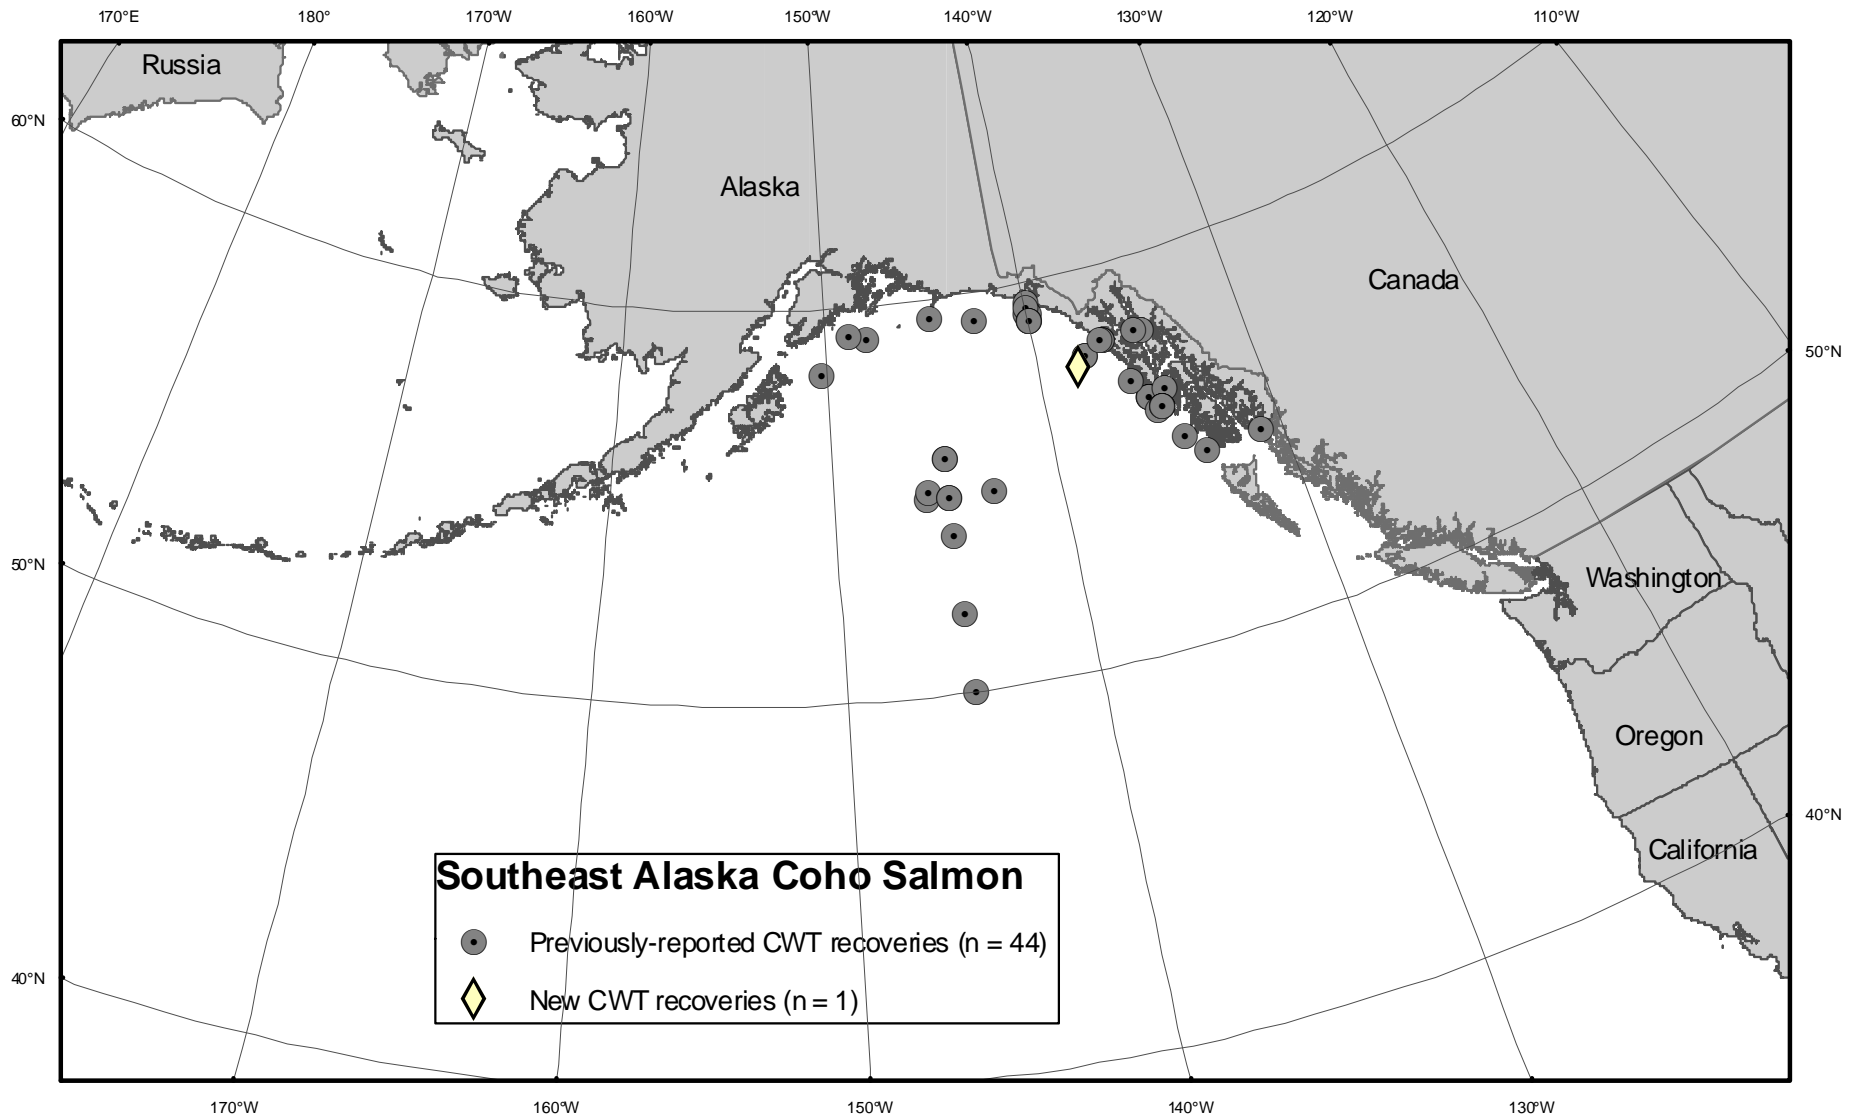 170°E 180° 170°W 160°W 150°W 140°W 130°W 120°W 110°W
Russia
60°N
Alaska
Canada
50°N
50°N
Washington
Oregon
40°N
California
Southeast Alaska Coho Salmon
Previously-reported CWT recoveries (n = 44)
40°N
New CWT recoveries (n = 1)
170°W 160°W 150°W 140°W 130°W